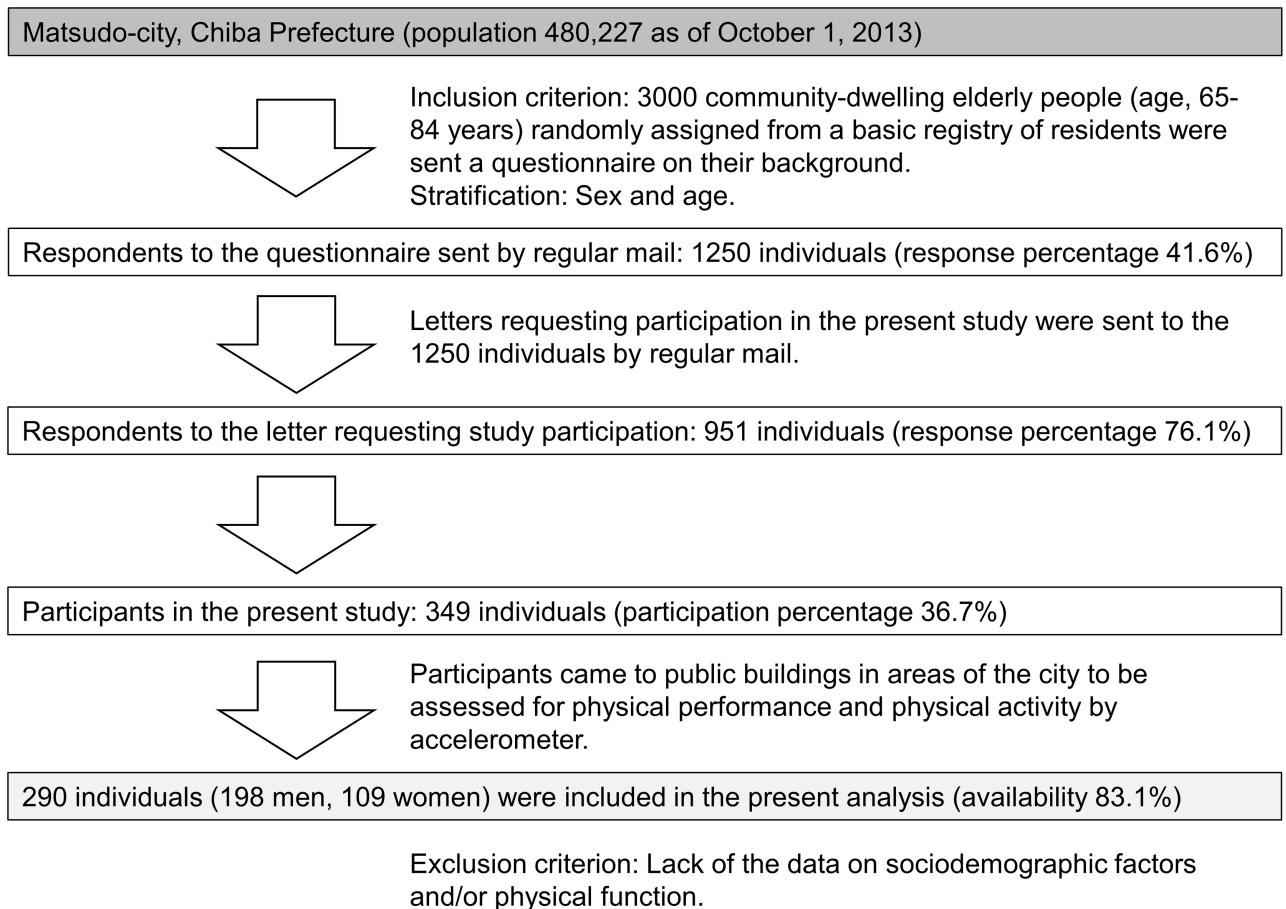 Matsudo-city, Chiba Prefecture (population 480,227 as of October 1, 2013)
Inclusion criterion: 3000 community-dwelling elderly people (age, 65-
84 years) randomly assigned from a basic registry of residents were
sent a questionnaire on their background.
Stratification: Sex and age.
Respondents to the questionnaire sent by regular mail: 1250 individuals (response percentage 41.6%)
Letters requesting participation in the present study were sent to the
1250 individuals by regular mail.
Respondents to the letter requesting study participation: 951 individuals (response percentage 76.1%)
Participants in the present study: 349 individuals (participation percentage 36.7%)
Participants came to public buildings in areas of the city to be
assessed for physical performance and physical activity by
accelerometer.
290 individuals (198 men, 109 women) were included in the present analysis (availability 83.1%)
Exclusion criterion: Lack of the data on sociodemographic factors
and/or physical function.